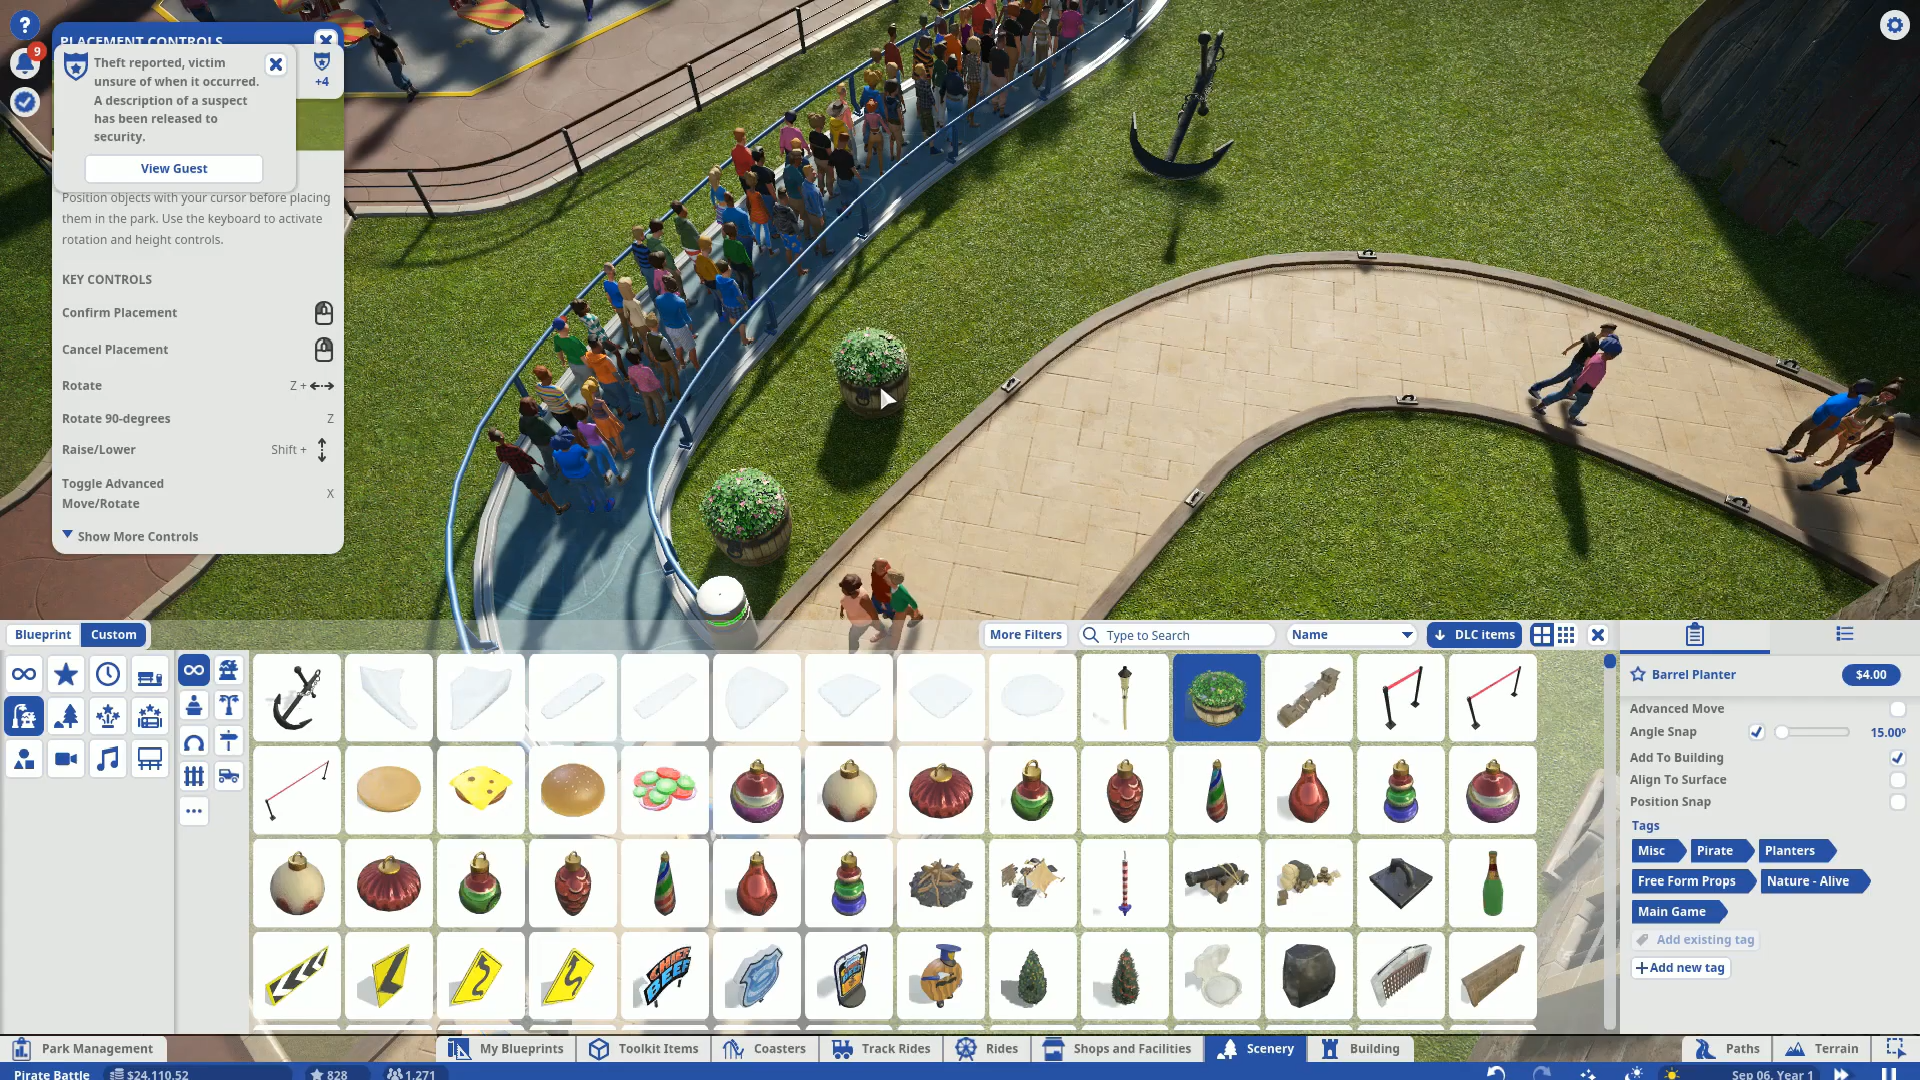 ?
9
PLACEMENT CONTROLS
Theft reported, victim
unsure of when it occurred.
A description of a suspect
has been released to
security.
View Guest
+4
Position objects with your cursor before placing
them in the park. Use the keyboard to activate
rotation and height controls.
KEY CONTROLS
Confirm Placement
Cancel Placement
Rotate Z +
Rotate 90-degrees Z
Raise/Lower Shift +
Toggle Advanced
Move/Rotate X
Show More Controls
Blueprint Custom
More Filters Type to Search Name DLC items
CHIEF
BEEF
Barrel Planter $4.00
Advanced Move
Angle Snap 15.00°
Add To Building
Align To Surface
Position Snap
Tags
Misc Pirate Planters
Free Form Props Nature - Alive
Main Game
Add existing tag
+Add new tag
Park Management My Blueprints Toolkit Items Coasters Track Rides Rides Shops and Facilities Scenery Building Paths Terrain
Pirate Battle $24,110.52 828 1,271 Sep 06, Year 1